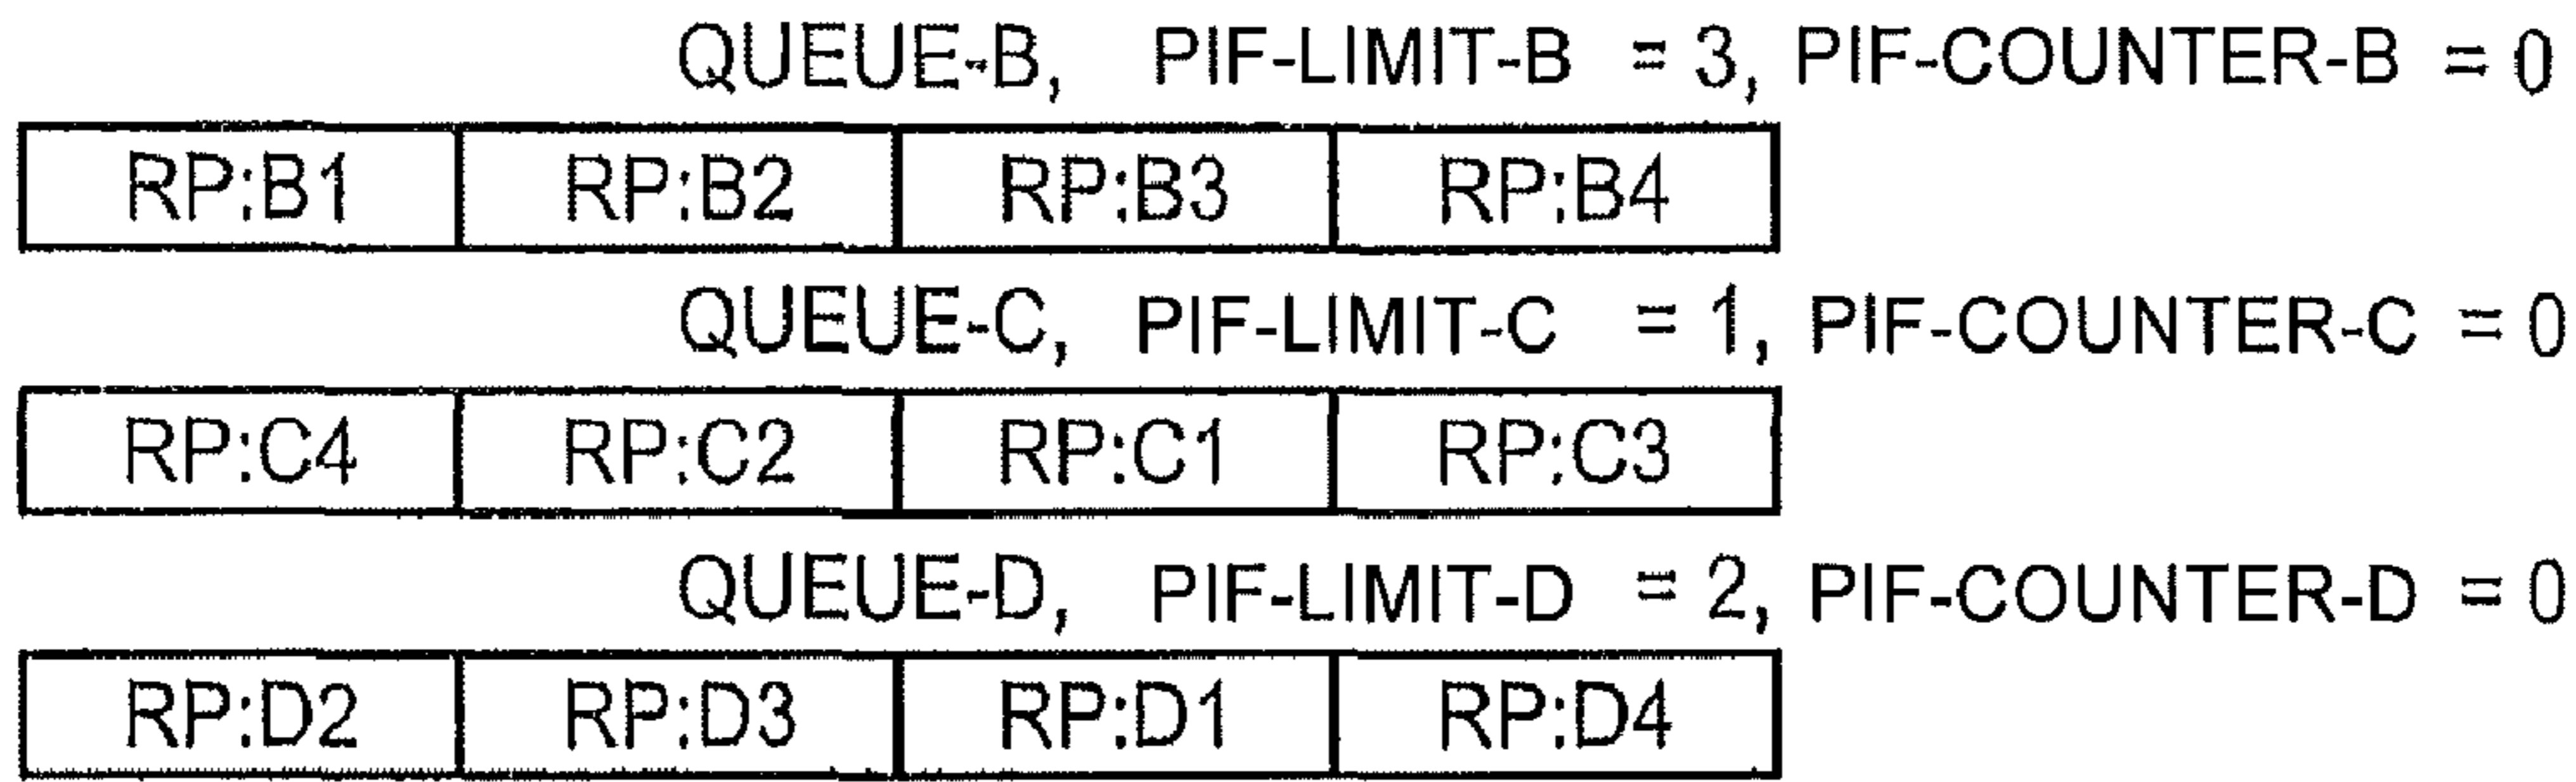 QUEUE-B, PIF-LIMIT-B = 3, PIF-COUNTER-B = 0
RP:B1 RP:B2 RP:B3 RP:B4
QUEUE-C, PIF-LIMIT-C = 1, PIF-COUNTER-C = 0
RP:C4 RP:C2 RP:C1 RP:C3
QUEUE-D, PIF-LIMIT-D = 2, PIF-COUNTER-D = 0
RP:D2 RP:D3 RP:D1 RP:D4